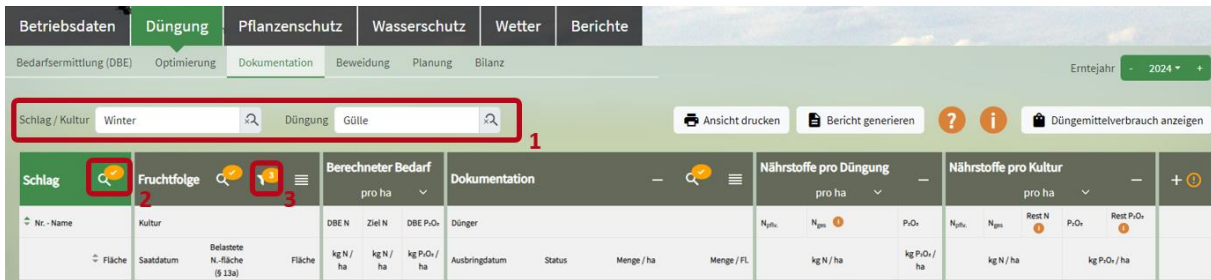 Betriebsdaten Düngung Pflanzenschutz Wasserschutz Wetter Berichte
Bedarfsermittlung (DBE) Optimierung Dokumentation Beweidung Planung Bilanz
Erntejahr - 2024 +
Schlag / Kultur Winter Düngung Gülle
Ansicht drucken Bericht generieren ? i Düngemittelverbrauch anzeigen
1
Schlag Fruchtfolge 3 Berechneter Bedarf pro ha Dokumentation – Nährstoffe pro Düngung pro ha – Nährstoffe pro Kultur pro ha – +
2 3
Nr. - Name Kultur DBE N Ziel N DBE P₂O₅ Dünger Npflv. Nges P₂O₅ Npflv. Nges Rest N P₂O₅ Rest P₂O₅
Fläche Saatdatum Belastete N.-fläche (§ 13a) Fläche kg N / ha kg N / ha kg P₂O₅ / ha Ausbringdatum Status Menge / ha Menge / Fl. kg N / ha kg P₂O₅ / ha kg N / ha kg P₂O₅ / ha